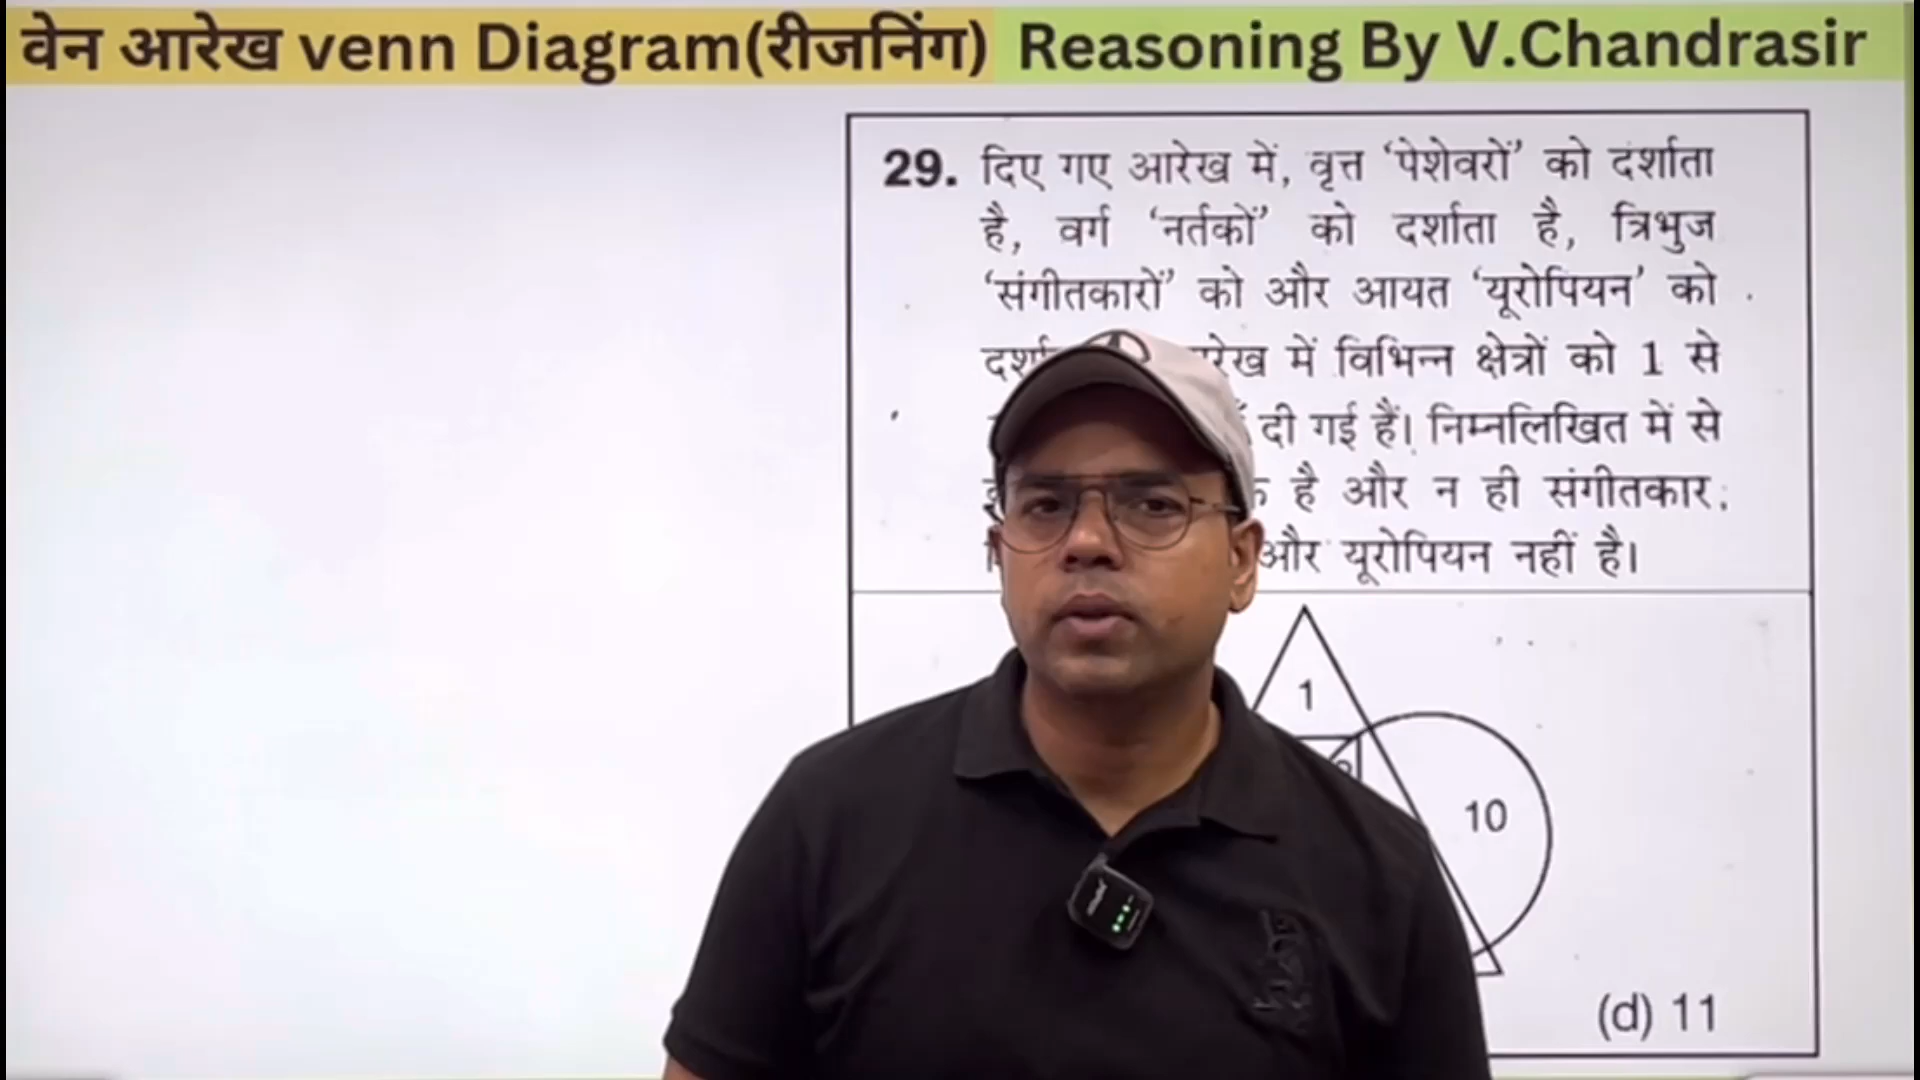 वेन आरेख venn Diagram(रीजनिंग) Reasoning By V.Chandrasir
29. दिए गए आरेख में, वृत्त ‘पेशेवरों” को दर्शाता
है, वर्ग ‘नर्तकों” को दर्शाता है, त्रिभुज
‘संगीतकारों” को और आयत ‘यूरोपियन’ को
में विभिन्न क्षेत्रों को 1 से
दी गई हैं। निम्नलिखित में से
है और न ही संगीतकार,
और यूरोपियन नहीं है।
1
10
(d) 11